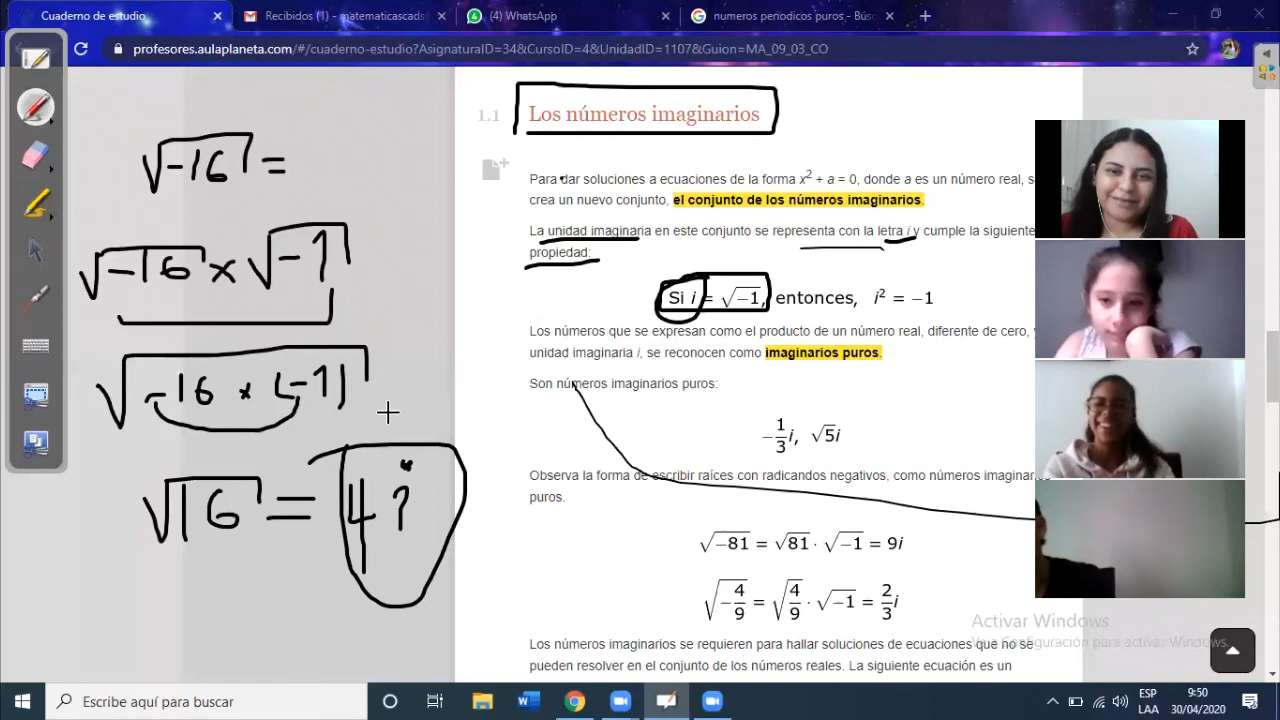 Cuaderno de estudio
Recibidos (1) - matematicascads
(4) WhatsApp
numeros periodicos puros - Bús
profesores.aulaplaneta.com/#/cuaderno-estudio?AsignaturaID=34&CursoID=4&UnidadID=1107&Guion=MA_09_03_CO
1.1 Los números imaginarios
Para dar soluciones a ecuaciones de la forma x² + a = 0, donde a es un número real, s
crea un nuevo conjunto, el conjunto de los números imaginarios.
La unidad imaginaria en este conjunto se representa con la letra i y cumple la siguiente
propiedad:
Si i = √−1, entonces, i² = −1
Los números que se expresan como el producto de un número real, diferente de cero, y
unidad imaginaria i, se reconocen como imaginarios puros.
Son números imaginarios puros:
−1/3 i, √5i
Observa la forma de escribir raíces con radicandos negativos, como números imaginar
puros.
√−81 = √81 · √−1 = 9i
√−4/9 = √4/9 · √−1 = 2/3 i
Los números imaginarios se requieren para hallar soluciones de ecuaciones que no se
pueden resolver en el conjunto de los números reales. La siguiente ecuación es un
√-16 =
√-16 x √-1
√-16 x (-1)
√16 = 4 i
Activar Windows
Ve a Configuración para activar Windows.
Escribe aquí para buscar
ESP
LAA
9:50
30/04/2020